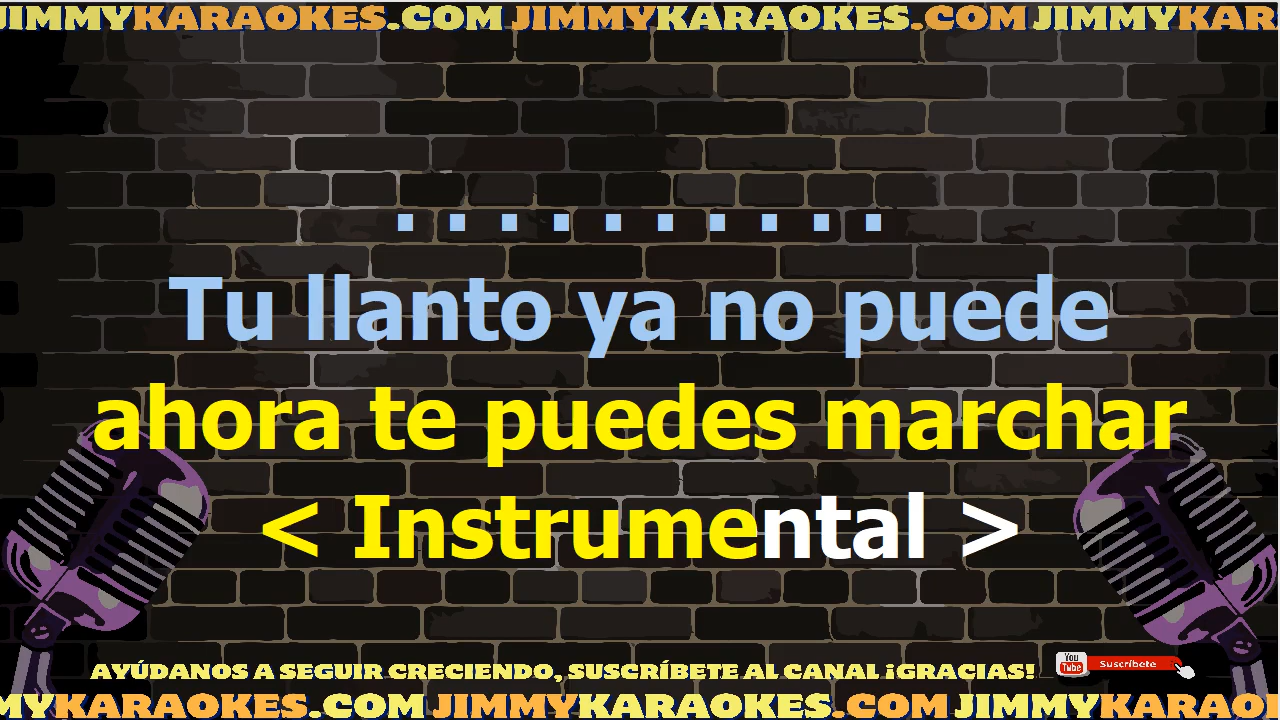 JIMMYKARAOKES.COM JIMMYKARAOKES.COM JIMMYKAR
. . . . . . . . . .
Tu llanto ya no puede
ahora te puedes marchar
< Instrumental >
AYÚDANOS A SEGUIR CRECIENDO, SUSCRÍBETE AL CANAL ¡GRACIAS!
You Tube Suscríbete
MYKARAOKES.COM JIMMYKARAOKES.COM JIMMYKARAO